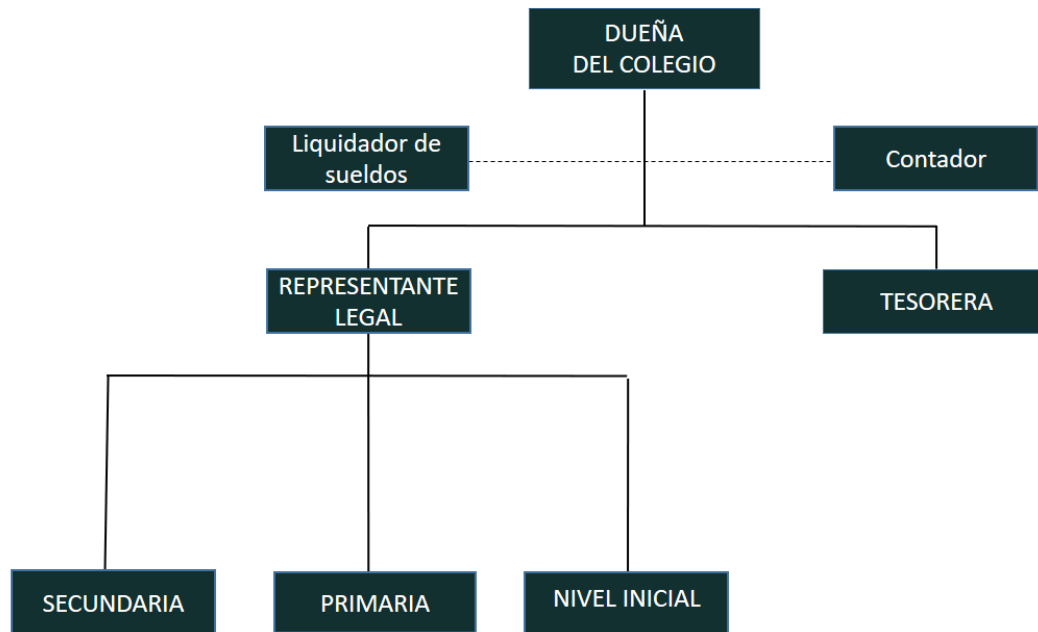 DUEÑA
DEL COLEGIO
Liquidador de
sueldos
Contador
REPRESENTANTE
LEGAL
TESORERA
SECUNDARIA
PRIMARIA
NIVEL INICIAL